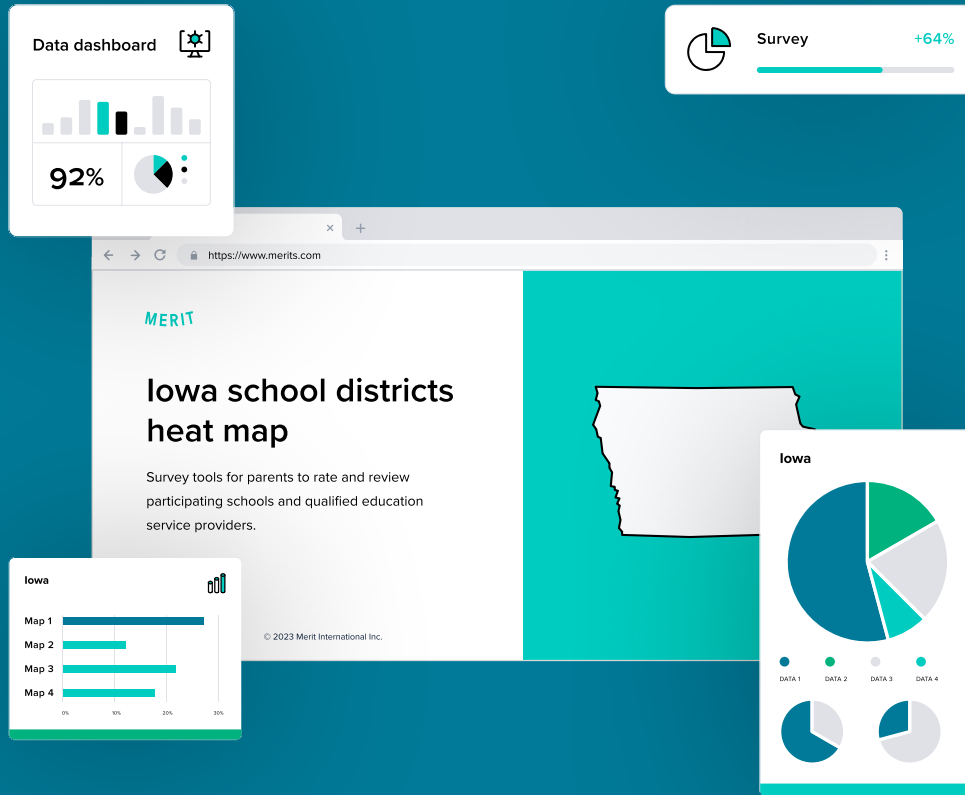 Data dashboard
92%
Survey
+64%
https://www.merits.com
MERIT
Iowa school districts
heat map
Survey tools for parents to rate and review
participating schools and qualified education
service providers.
© 2023 Merit International Inc.
Iowa
Map 1
Map 2
Map 3
Map 4
0%
10%
20%
30%
Iowa
DATA 1
DATA 2
DATA 3
DATA 4